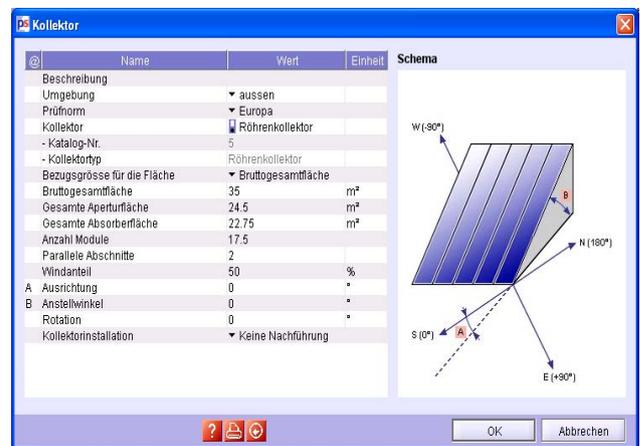 ps Kollektor
@ Name Wert Einheit
Beschreibung
Umgebung aussen
Prüfnorm Europa
Kollektor Röhrenkollektor
- Katalog-Nr. 5
- Kollektortyp Röhrenkollektor
Bezugsgrösse für die Fläche Bruttogesamtfläche
Bruttogesamtfläche 35 m²
Gesamte Aperturfläche 24.5 m²
Gesamte Absorberfläche 22.75 m²
Anzahl Module 17.5
Parallele Abschnitte 2
Windanteil 50 %
A Ausrichtung 0 °
B Anstellwinkel 0 °
Rotation 0 °
Kollektorinstallation Keine Nachführung
Schema
W (-90°)
B
N (180°)
S (0°)
A
E (+90°)
?
OK Abbrechen